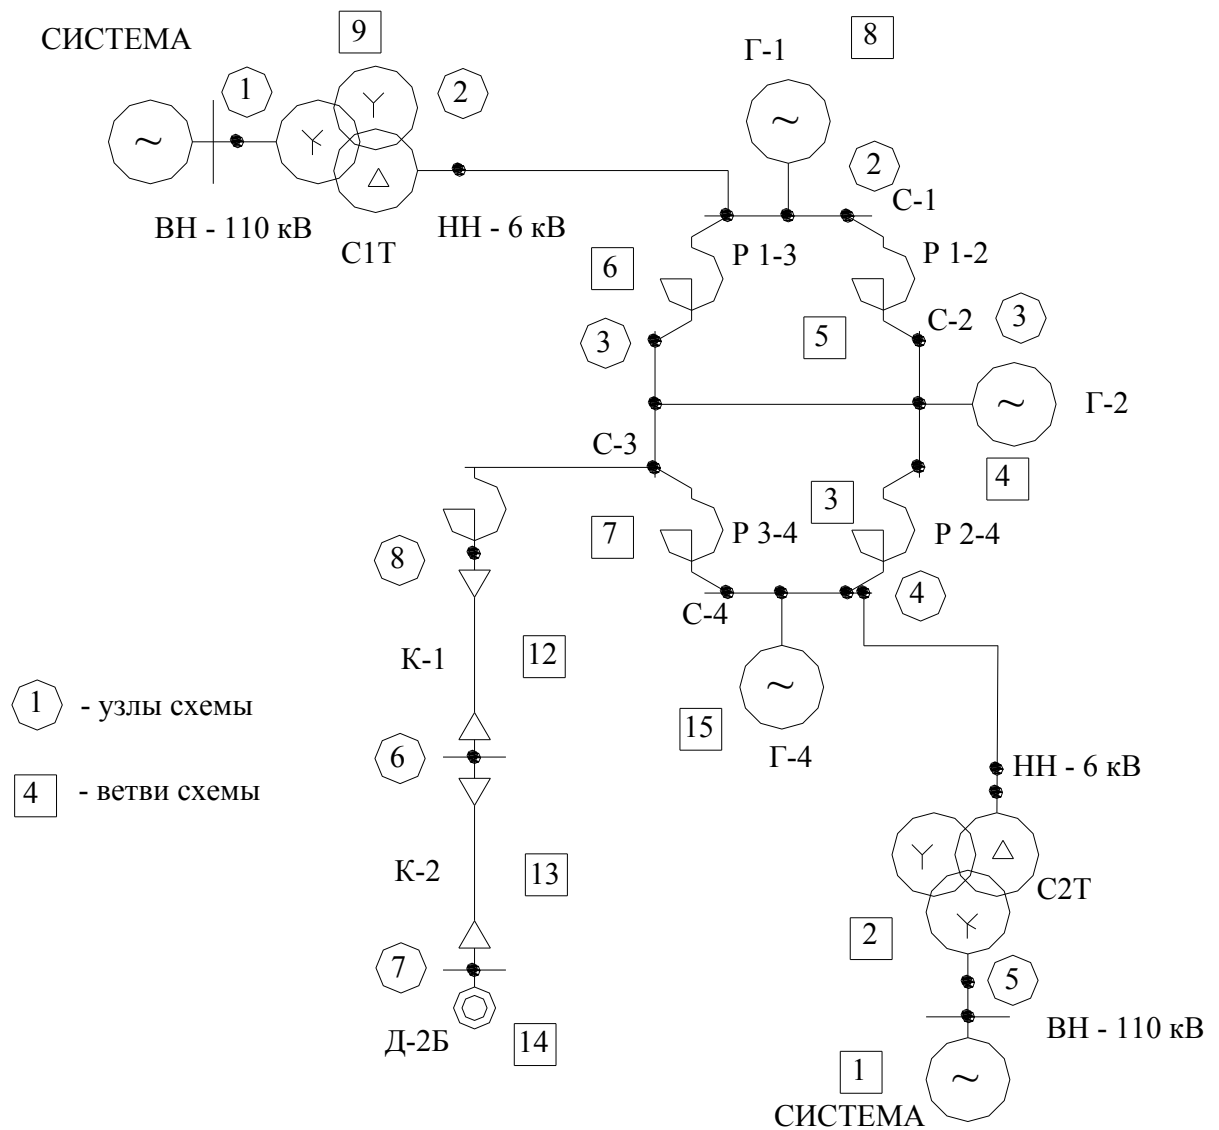 СИСТЕМА
9
Г-1
8
1
2
~
~
2
С-1
ВН - 110 кВ
НН - 6 кВ
С1Т
Р 1-3
Р 1-2
6
3
5
С-2
3
~
Г-2
С-3
4
7
Р 3-4
3
Р 2-4
8
С-4
4
К-1
12
~
1
- узлы схемы
15
Г-4
6
4
- ветви схемы
НН - 6 кВ
К-2
13
С2Т
2
7
5
Д-2Б
14
ВН - 110 кВ
1
~
СИСТЕМА